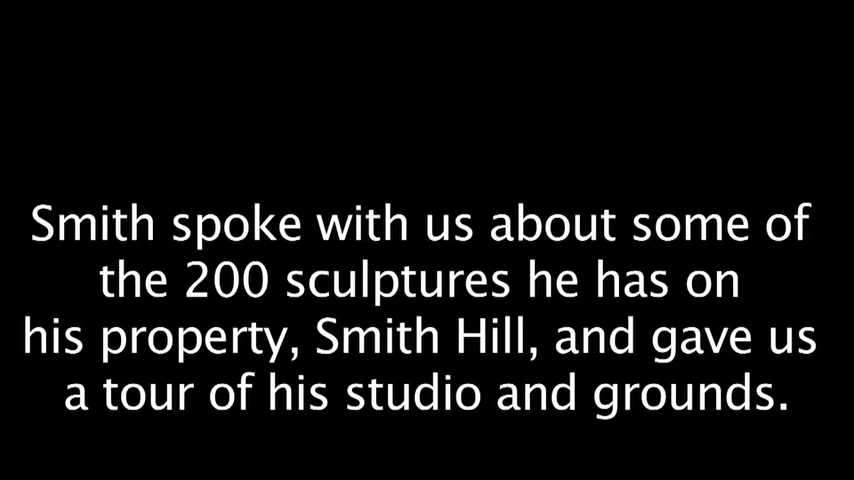 Smith spoke with us about some of
the 200 sculptures he has on
his property, Smith Hill, and gave us
a tour of his studio and grounds.